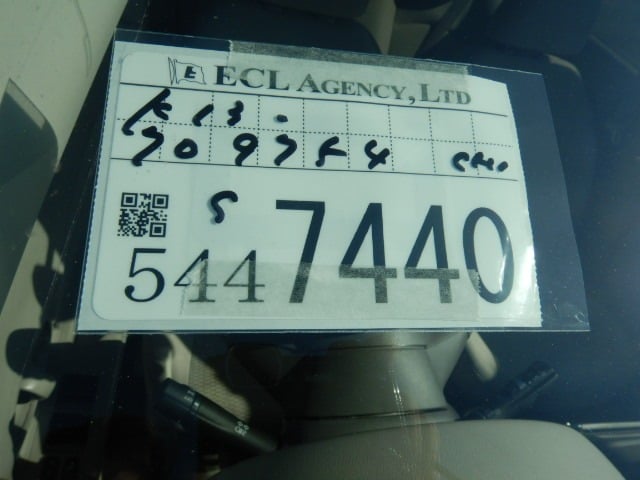 E ECL AGENCY, LTD
K13.
709754
S
5447440